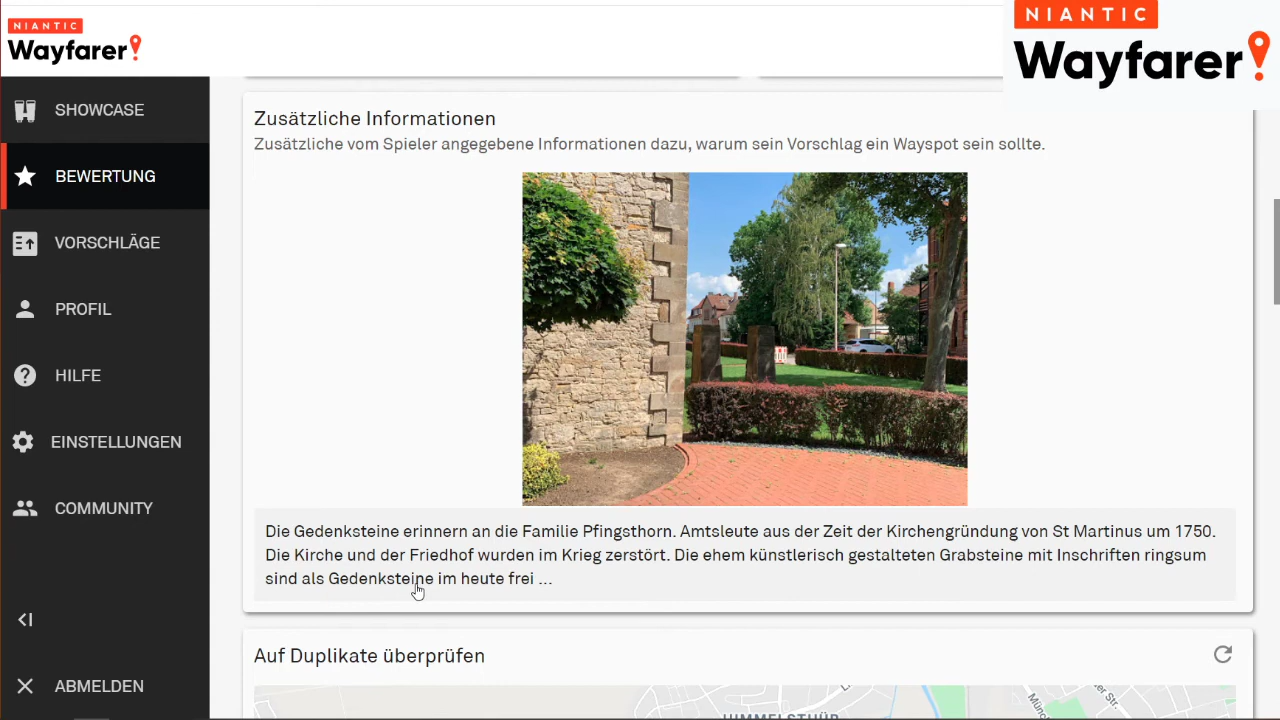 NIANTIC
Wayfarer
NIANTIC
Wayfarer
SHOWCASE
BEWERTUNG
VORSCHLÄGE
PROFIL
HILFE
EINSTELLUNGEN
COMMUNITY
ABMELDEN
Zusätzliche Informationen
Zusätzliche vom Spieler angegebene Informationen dazu, warum sein Vorschlag ein Wayspot sein sollte.
Die Gedenksteine erinnern an die Familie Pfingsthorn. Amtsleute aus der Zeit der Kirchengründung von St Martinus um 1750.
Die Kirche und der Friedhof wurden im Krieg zerstört. Die ehem künstlerisch gestalteten Grabsteine mit Inschriften ringsum
sind als Gedenksteine im heute frei ...
Auf Duplikate überprüfen
HIMMELSTHÜR